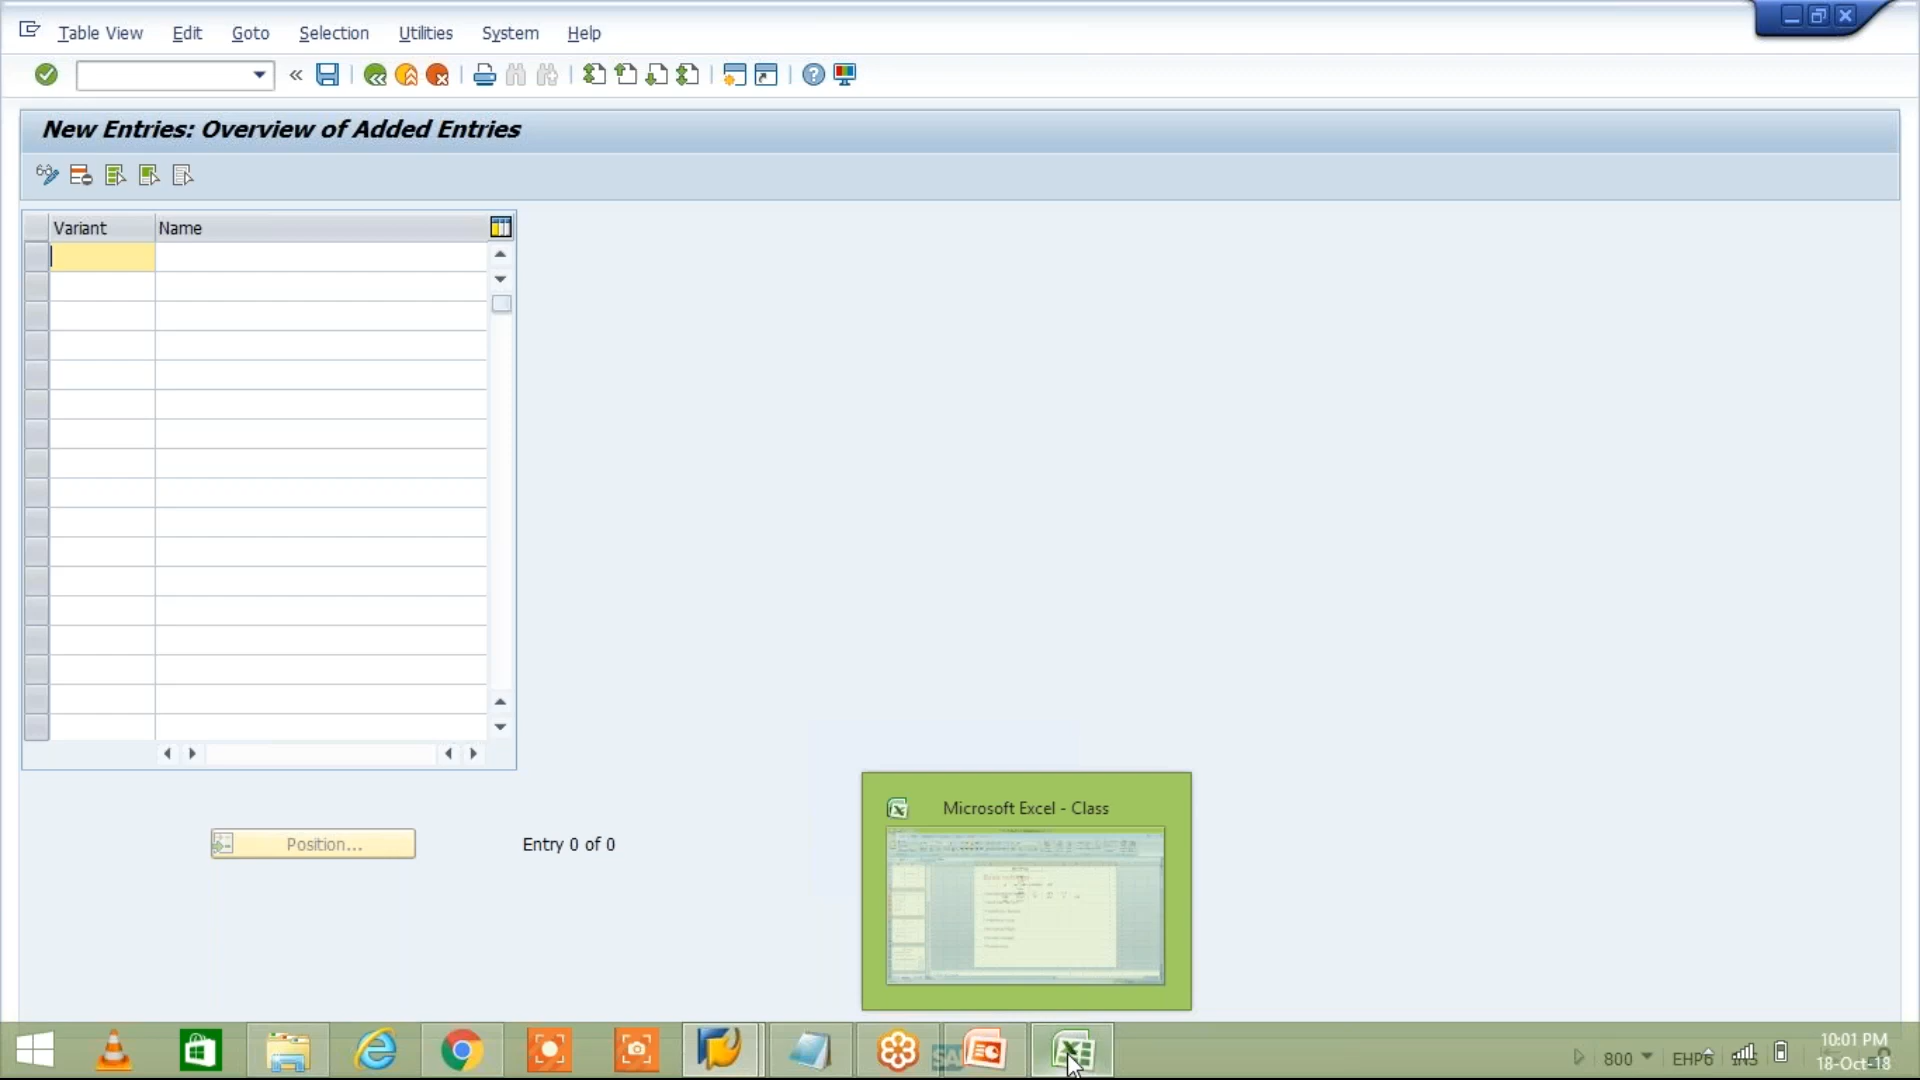 Table View Edit Goto Selection Utilities System Help
New Entries: Overview of Added Entries
Variant Name
Position... Entry 0 of 0
Microsoft Excel - Class
800 EHP6 INS
10:01 PM
18-Oct-18